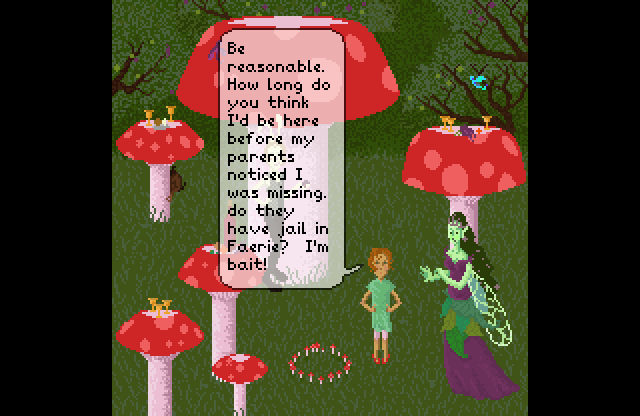 Be
reasonable.
How long do
you think
I'd be here
before my
parents
noticed I
was missing.
do they
have jail in
Faerie?  I'm
bait!